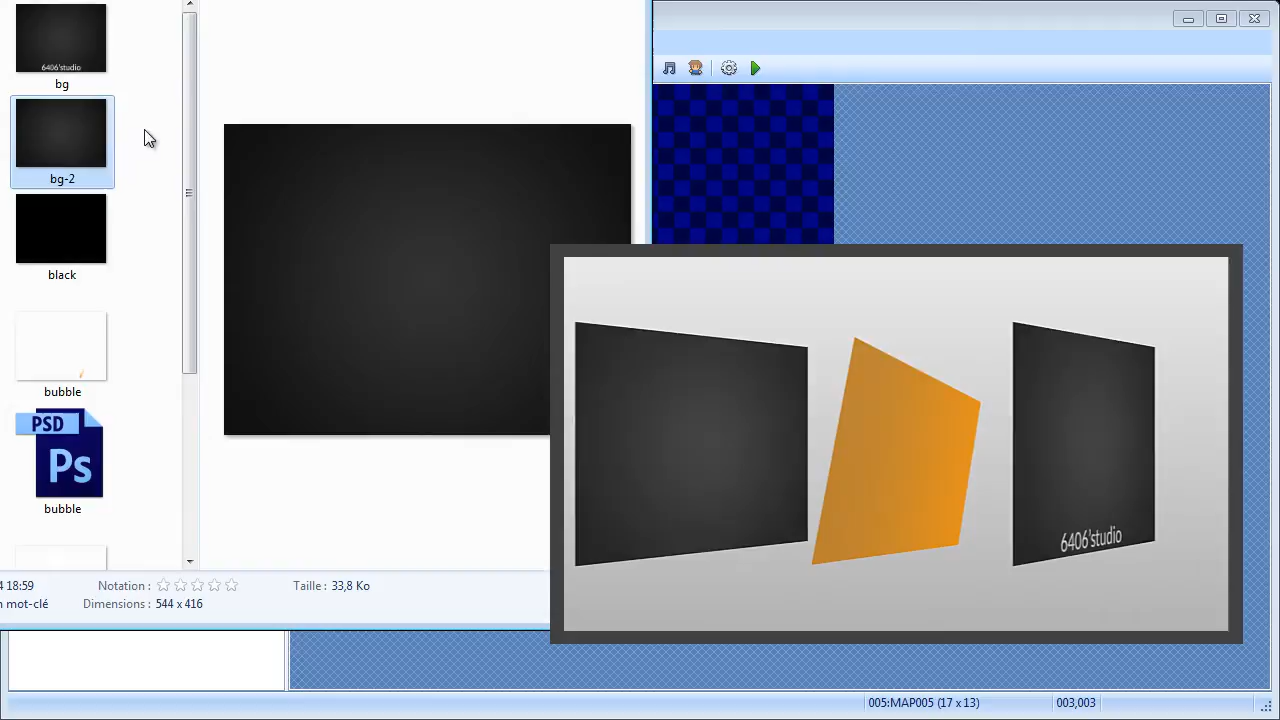 6406'studio
bg
bg-2
black
bubble
PSD
Ps
bubble
6406'studio
4 18:59
Notation :
Taille : 33,8 Ko
n mot-clé
Dimensions : 544 x 416
005:MAP005 (17 x 13)
003,003